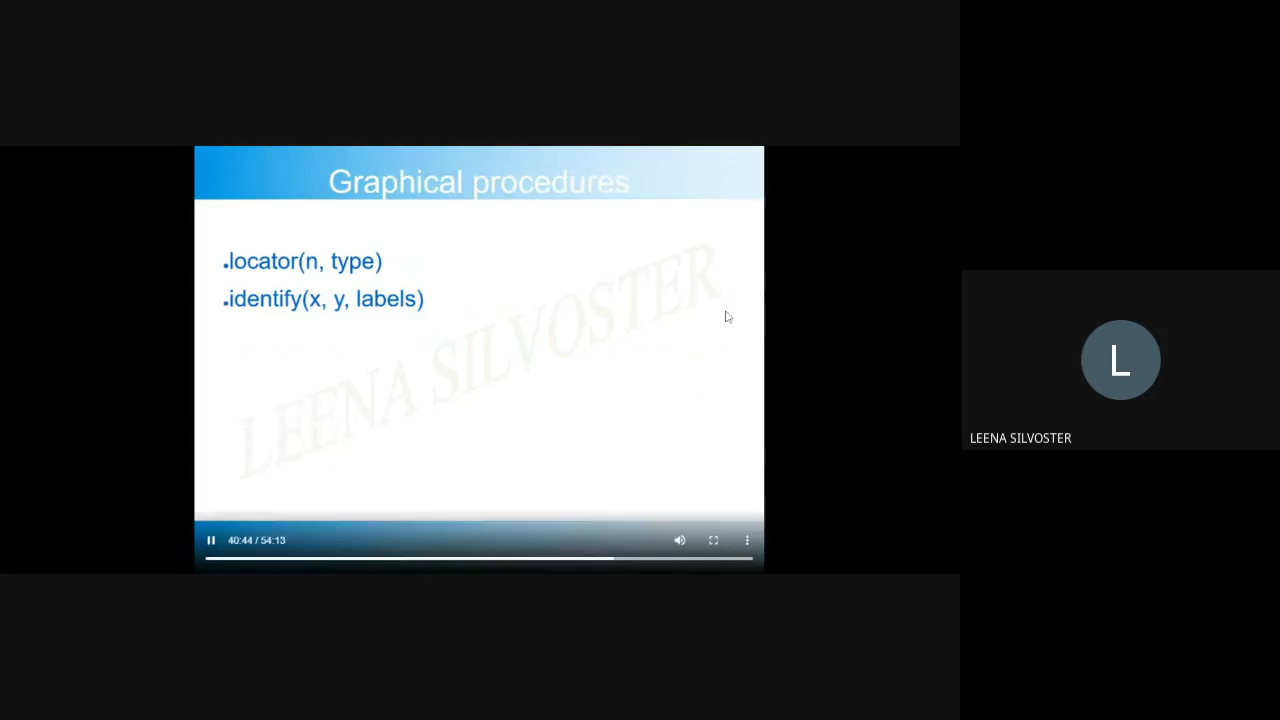 Graphical procedures
.locator(n, type)
.identify(x, y, labels)
LEENA SILVOSTER
40:44 / 54:13
L
LEENA SILVOSTER